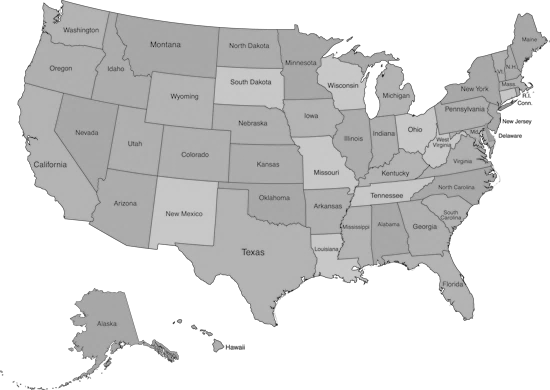 Washington
Oregon
California
Nevada
Idaho
Montana
Wyoming
Utah
Arizona
Colorado
New Mexico
North Dakota
South Dakota
Nebraska
Kansas
Oklahoma
Texas
Minnesota
Iowa
Missouri
Arkansas
Louisiana
Wisconsin
Illinois
Michigan
Indiana
Ohio
Kentucky
Tennessee
Mississippi
Alabama
Georgia
Florida
South
Carolina
North Carolina
Virginia
West
Virginia
Md.
Delaware
New Jersey
Pennsylvania
New York
Conn.
R.I.
Mass.
N.H.
Maine
Alaska
Hawaii